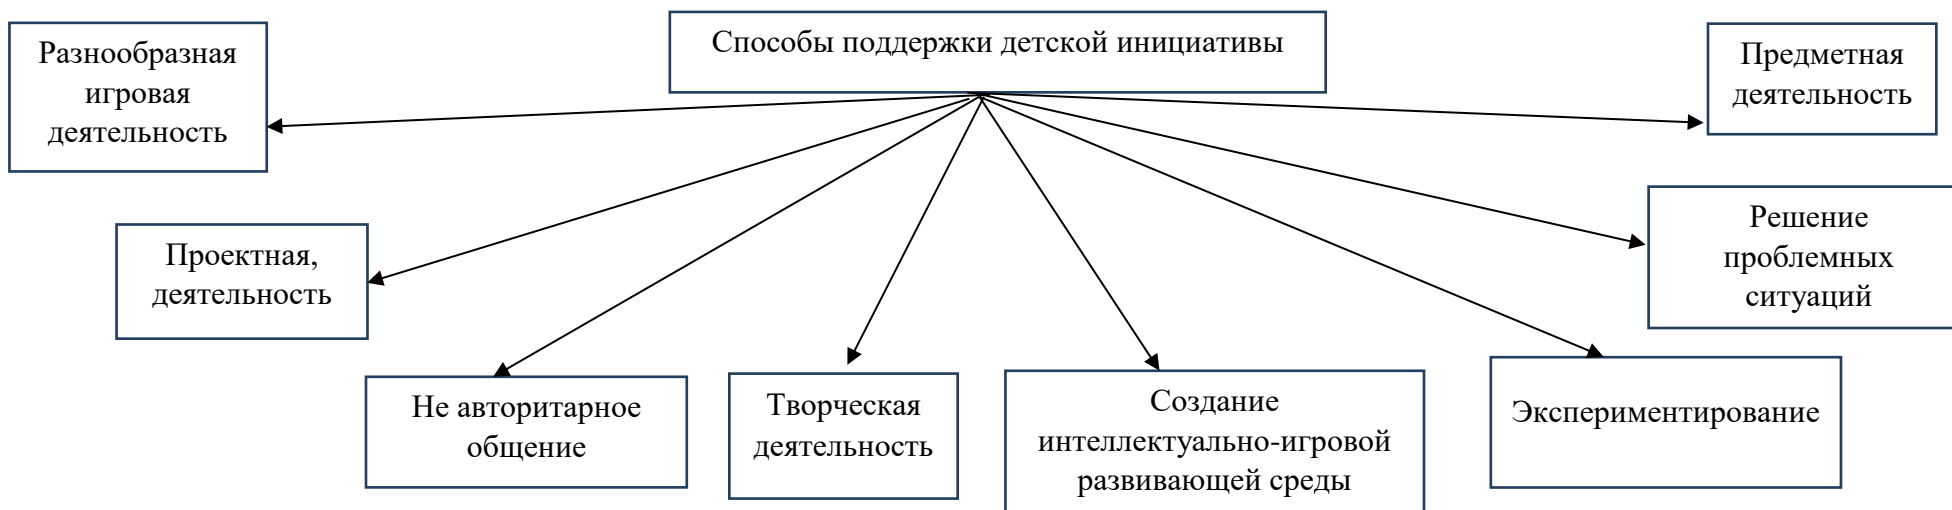 Способы поддержки детской инициативы
Разнообразная
игровая
деятельность
Предметная
деятельность
Проектная,
деятельность
Решение
проблемных
ситуаций
Не авторитарное
общение
Творческая
деятельность
Создание
интеллектуально-игровой
развивающей среды
Экспериментирование